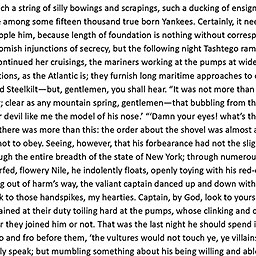 ch a string of silly bowings and scrapings, such a ducking of ensign
among some fifteen thousand true born Yankees. Certainly, it nee
pple him, because length of foundation is nothing without corresp
omish injunctions of secrecy, but the following night Tashtego ram
ontinued her cruisings, the mariners working at the pumps at wide
tions, as the Atlantic is; they furnish long maritime approaches to
d Steelkilt—but, gentlemen, you shall hear. “It was not more than
; clear as any mountain spring, gentlemen—that bubbling from th
r devil like me the model of his nose.’ “‘Damn your eyes! what’s th
there was more than this: the order about the shovel was almost a
not to obey. Seeing, however, that his forbearance had not the slig
ugh the entire breadth of the state of New York; through numerou
rfed, flowery Nile, he indolently floats, openly toying with his red-
g out of harm’s way, the valiant captain danced up and down with
k to those handspikes, my hearties. Captain, by God, look to yours
ained at their duty toiling hard at the pumps, whose clinking and c
r they joined him or not. That was the last night he should spend i
o and fro before them, ‘the vultures would not touch ye, ye villain
ly speak; but mumbling something about his being willing and able